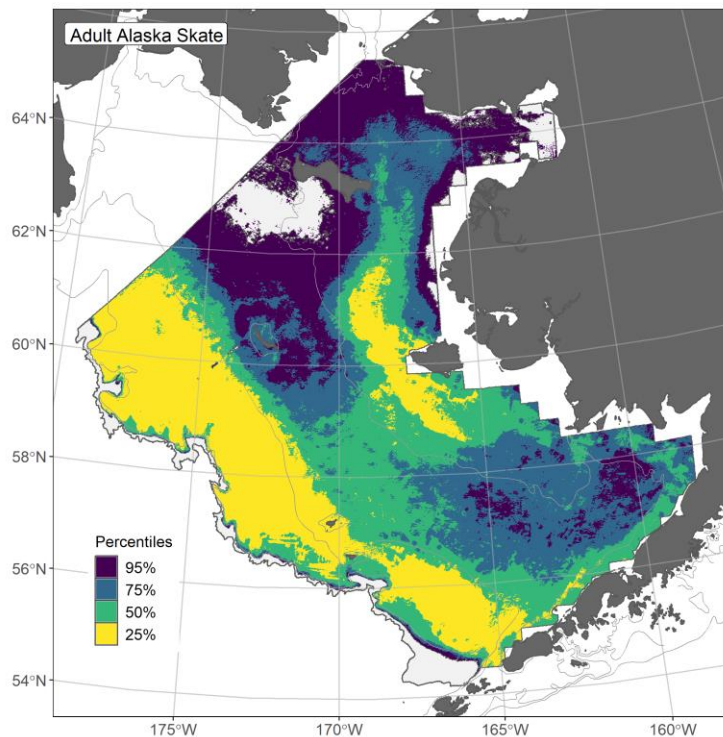 Adult Alaska Skate
64°N
62°N
60°N
58°N
56°N
54°N
Percentiles
95%
75%
50%
25%
175°W
170°W
165°W
160°W